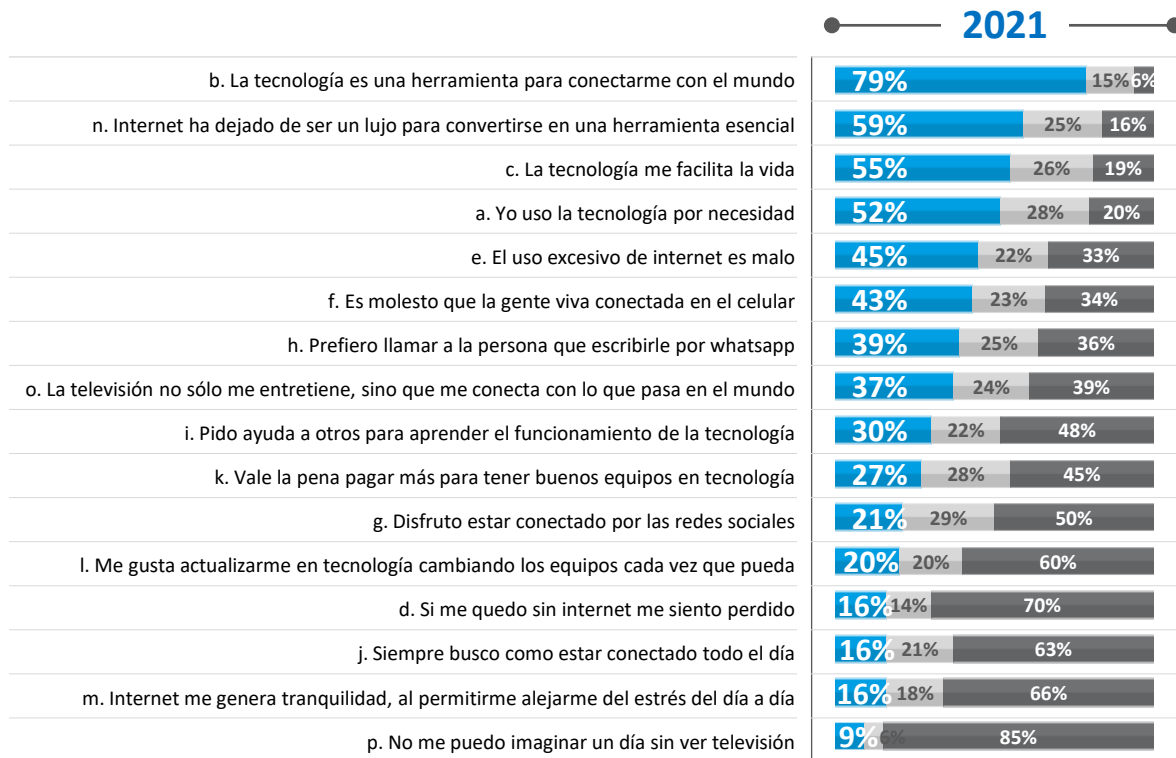 2021
b. La tecnología es una herramienta para conectarme con el mundo 79% 15% 6%
n. Internet ha dejado de ser un lujo para convertirse en una herramienta esencial 59% 25% 16%
c. La tecnología me facilita la vida 55% 26% 19%
a. Yo uso la tecnología por necesidad 52% 28% 20%
e. El uso excesivo de internet es malo 45% 22% 33%
f. Es molesto que la gente viva conectada en el celular 43% 23% 34%
h. Prefiero llamar a la persona que escribirle por whatsapp 39% 25% 36%
o. La televisión no sólo me entretiene, sino que me conecta con lo que pasa en el mundo 37% 24% 39%
i. Pido ayuda a otros para aprender el funcionamiento de la tecnología 30% 22% 48%
k. Vale la pena pagar más para tener buenos equipos en tecnología 27% 28% 45%
g. Disfruto estar conectado por las redes sociales 21% 29% 50%
l. Me gusta actualizarme en tecnología cambiando los equipos cada vez que pueda 20% 20% 60%
d. Si me quedo sin internet me siento perdido 16% 14% 70%
j. Siempre busco como estar conectado todo el día 16% 21% 63%
m. Internet me genera tranquilidad, al permitirme alejarme del estrés del día a día 16% 18% 66%
p. No me puedo imaginar un día sin ver televisión 9% 6% 85%